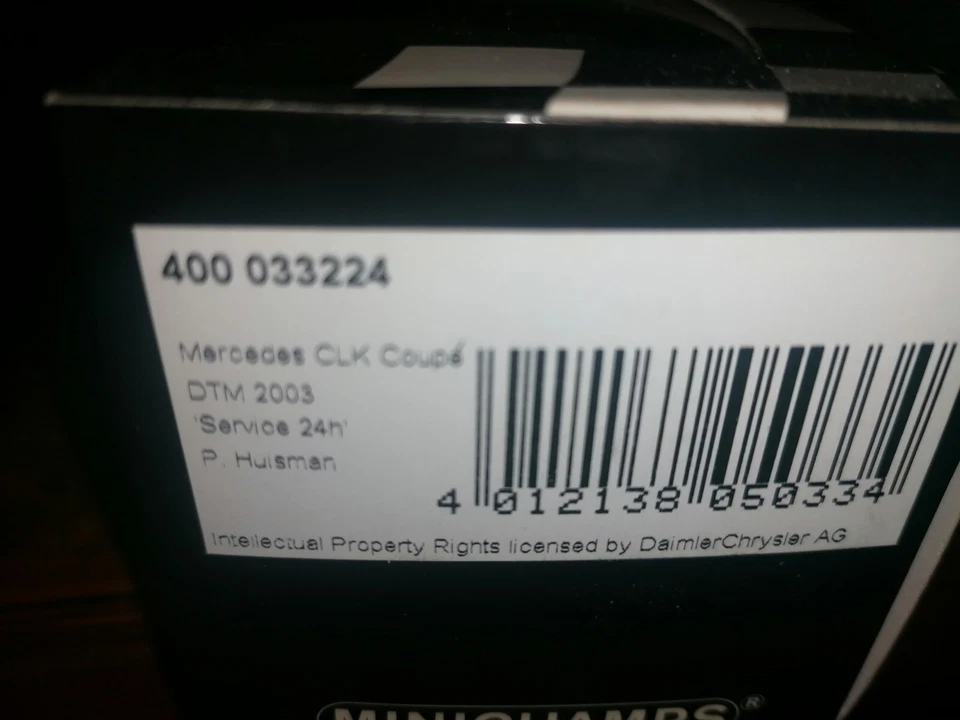 400 033224
Mercedes CLK Coupé
DTM 2003
'Service 24h'
P. Huisman
4 012138 050334
Intellectual Property Rights licensed by DaimlerChrysler AG
MINICHAMPS®